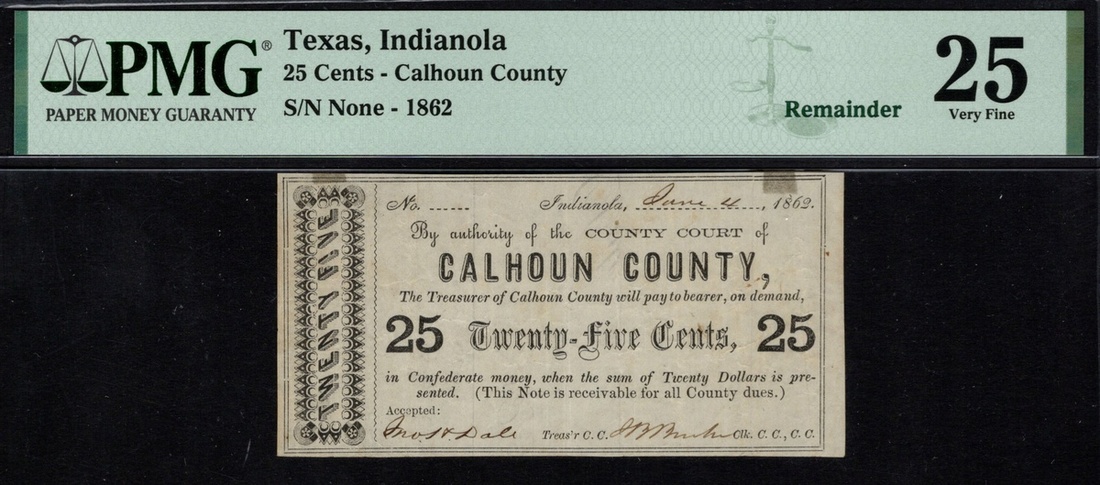 PMG®
PAPER MONEY GUARANTY
Texas, Indianola
25 Cents - Calhoun County
S/N None - 1862
Remainder
25
Very Fine
TWENTY FIVE
No. ...... Indianola, June 4, 1862.
By authority of the COUNTY COURT of
CALHOUN COUNTY,
The Treasurer of Calhoun County will pay to bearer, on demand,
25 Twenty-Five Cents, 25
in Confederate money, when the sum of Twenty Dollars is pre-
sented. (This Note is receivable for all County dues.)
Accepted:
Dale Treas'r C. C. Clk. C. C., C. C.